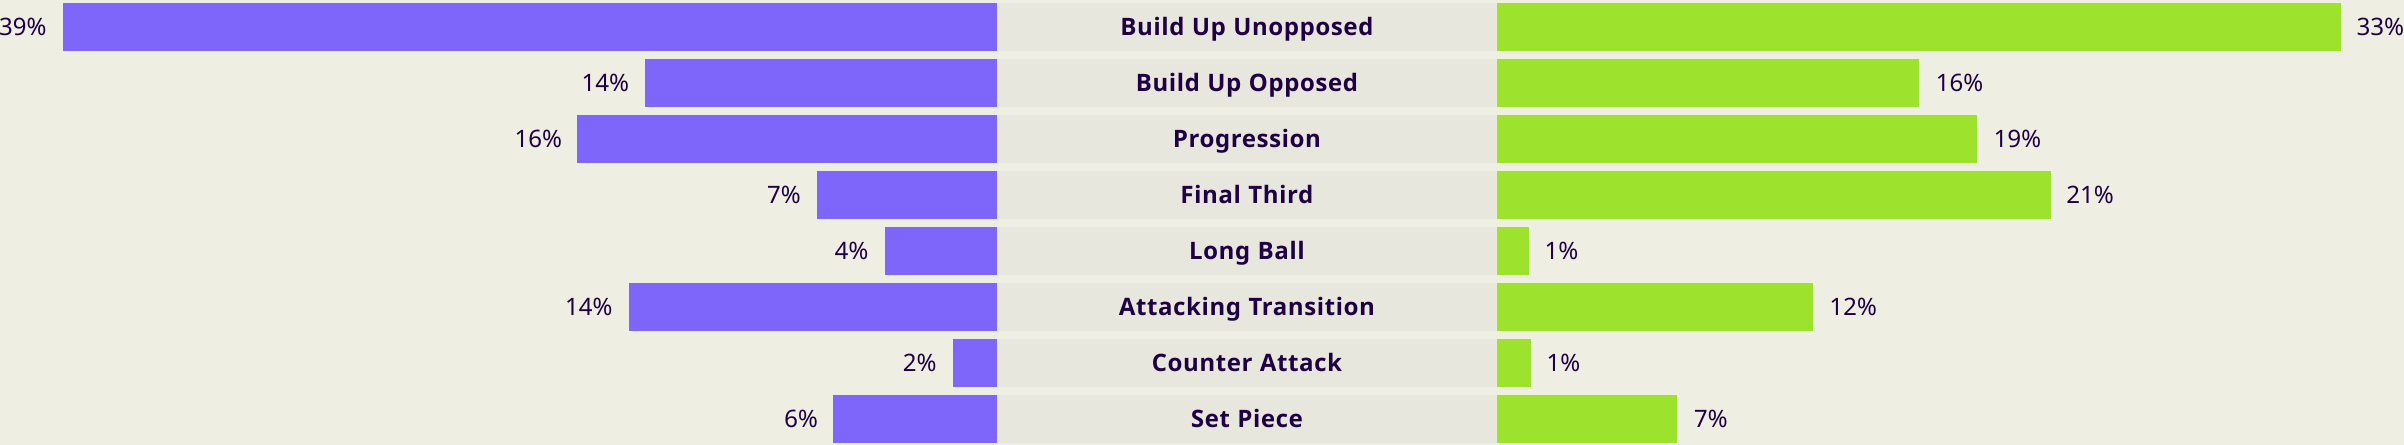 39% Build Up Unopposed 33%
14% Build Up Opposed 16%
16% Progression 19%
7% Final Third 21%
4% Long Ball 1%
14% Attacking Transition 12%
2% Counter Attack 1%
6% Set Piece 7%